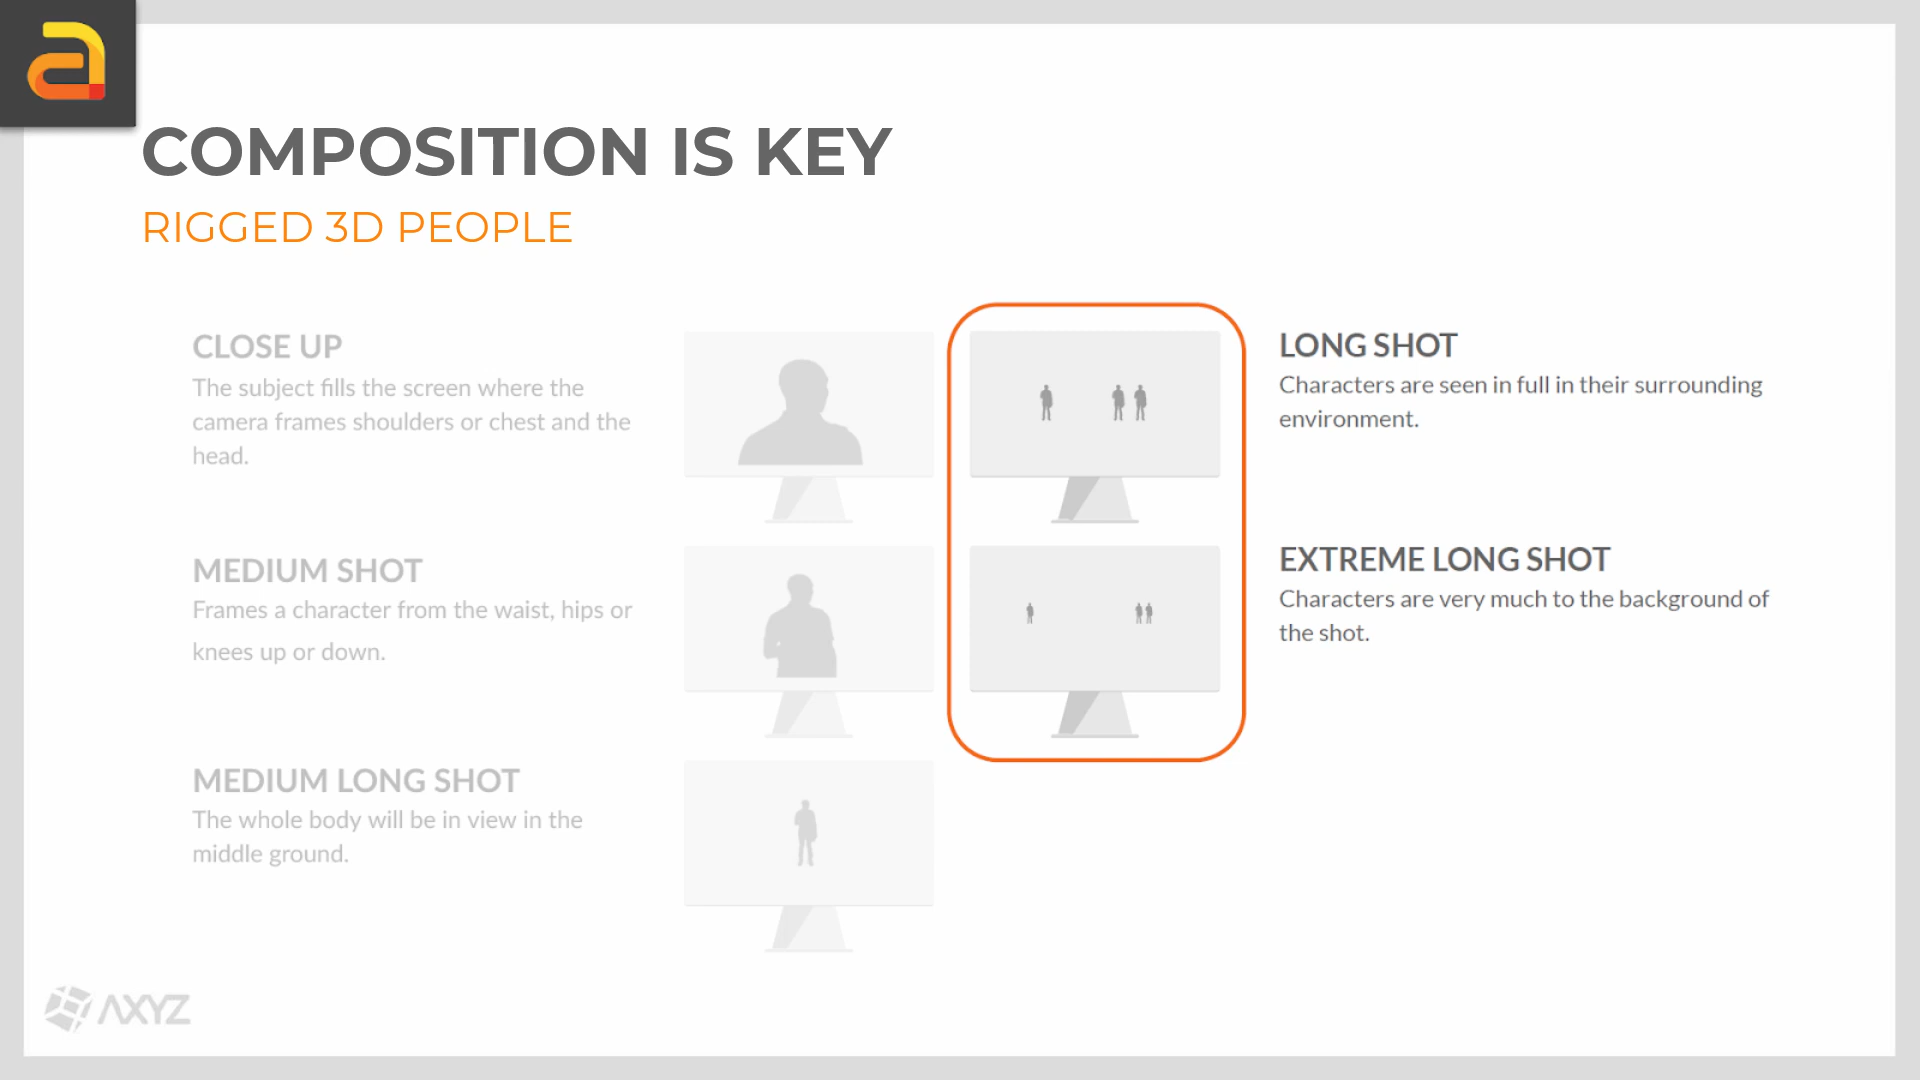 COMPOSITION IS KEY
RIGGED 3D PEOPLE
CLOSE UP
The subject fills the screen where the
camera frames shoulders or chest and the
head.
MEDIUM SHOT
Frames a character from the waist, hips or
knees up or down.
MEDIUM LONG SHOT
The whole body will be in view in the
middle ground.
LONG SHOT
Characters are seen in full in their surrounding
environment.
EXTREME LONG SHOT
Characters are very much to the background of
the shot.
AXYZ